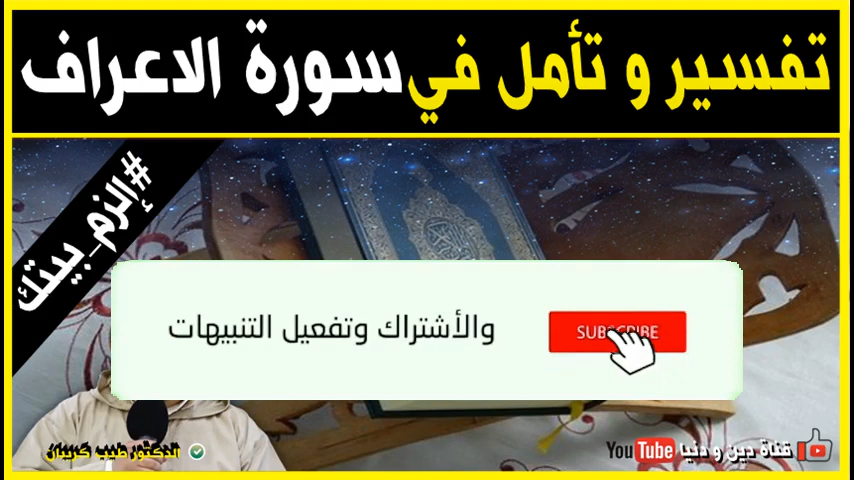 تفسير و تأمل في سورة الاعراف
#إلزم_بيتك
والأشتراك وتفعيل التنبيهات
SUBSCRIBE
الدكتور طيب كريبان
YouTube قناة دين و دنيا